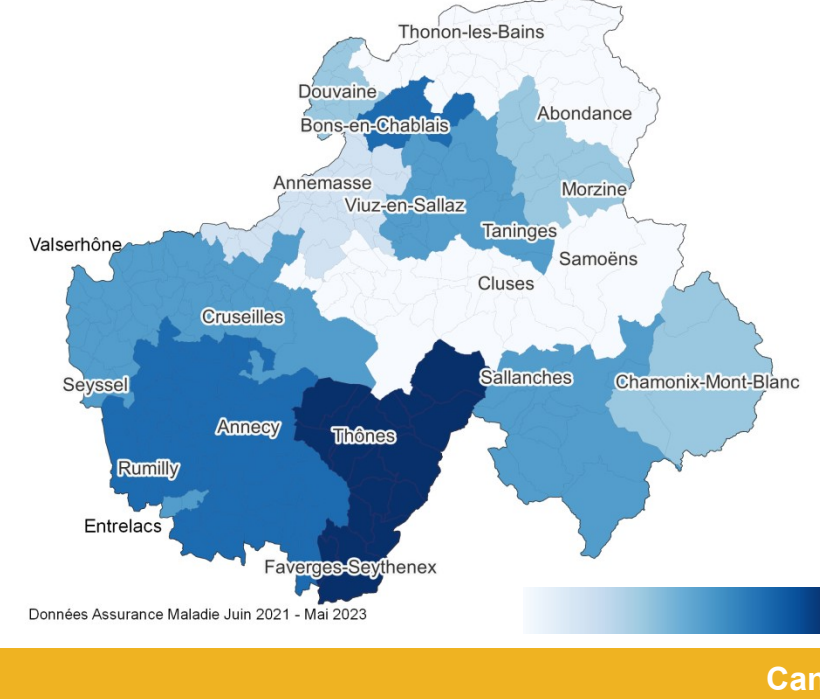 Thonon-les-Bains
Douvaine
Abondance
Bons-en-Chablais
Annemasse
Morzine
Viuz-en-Sallaz
Taninges
Valserhône
Samoëns
Cluses
Cruseilles
Sallanches
Chamonix-Mont-Blanc
Seyssel
Annecy
Thônes
Rumilly
Entrelacs
Faverges-Seythenex
Données Assurance Maladie Juin 2021 - Mai 2023